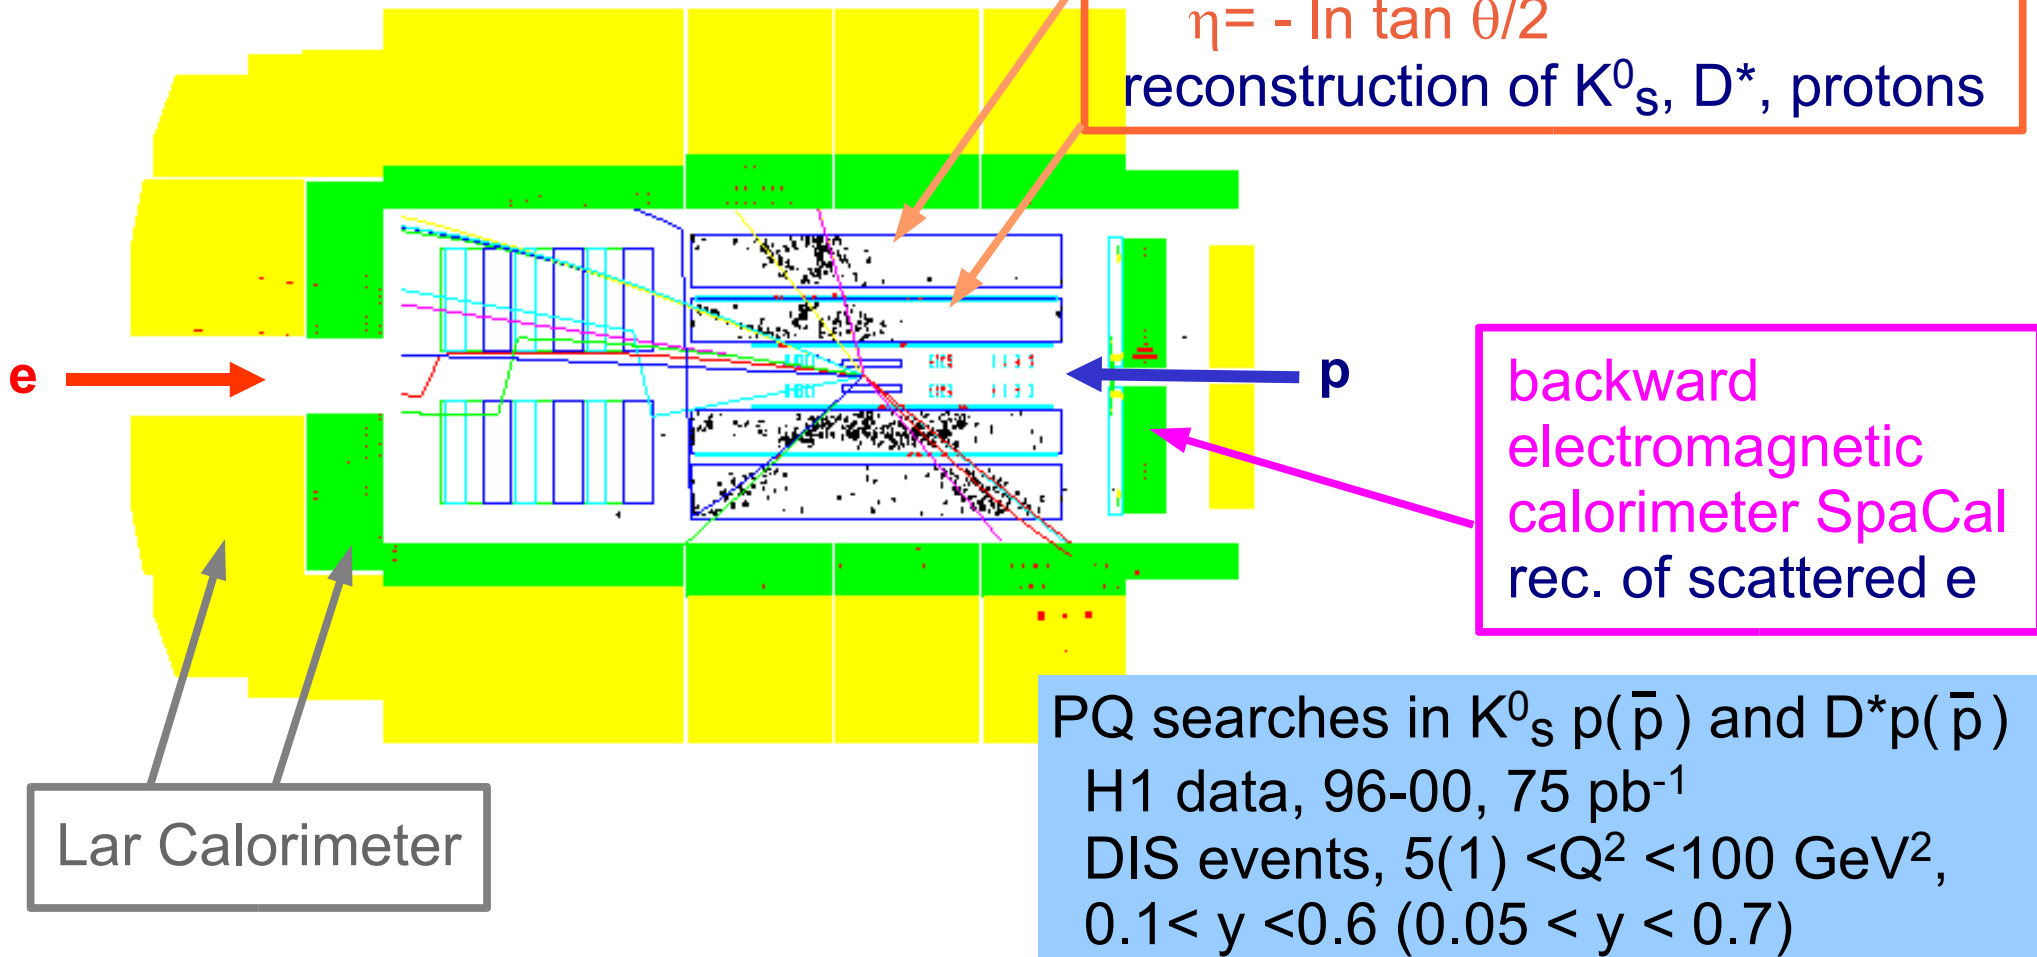 η= - ln tan θ/2
reconstruction of K⁰s, D*, protons
e
p
backward
electromagnetic
calorimeter SpaCal
rec. of scattered e
Lar Calorimeter
PQ searches in K⁰s p( p̄ ) and D*p( p̄ )
H1 data, 96-00, 75 pb⁻¹
DIS events, 5(1) <Q² <100 GeV²,
0.1< y <0.6 (0.05 < y < 0.7)